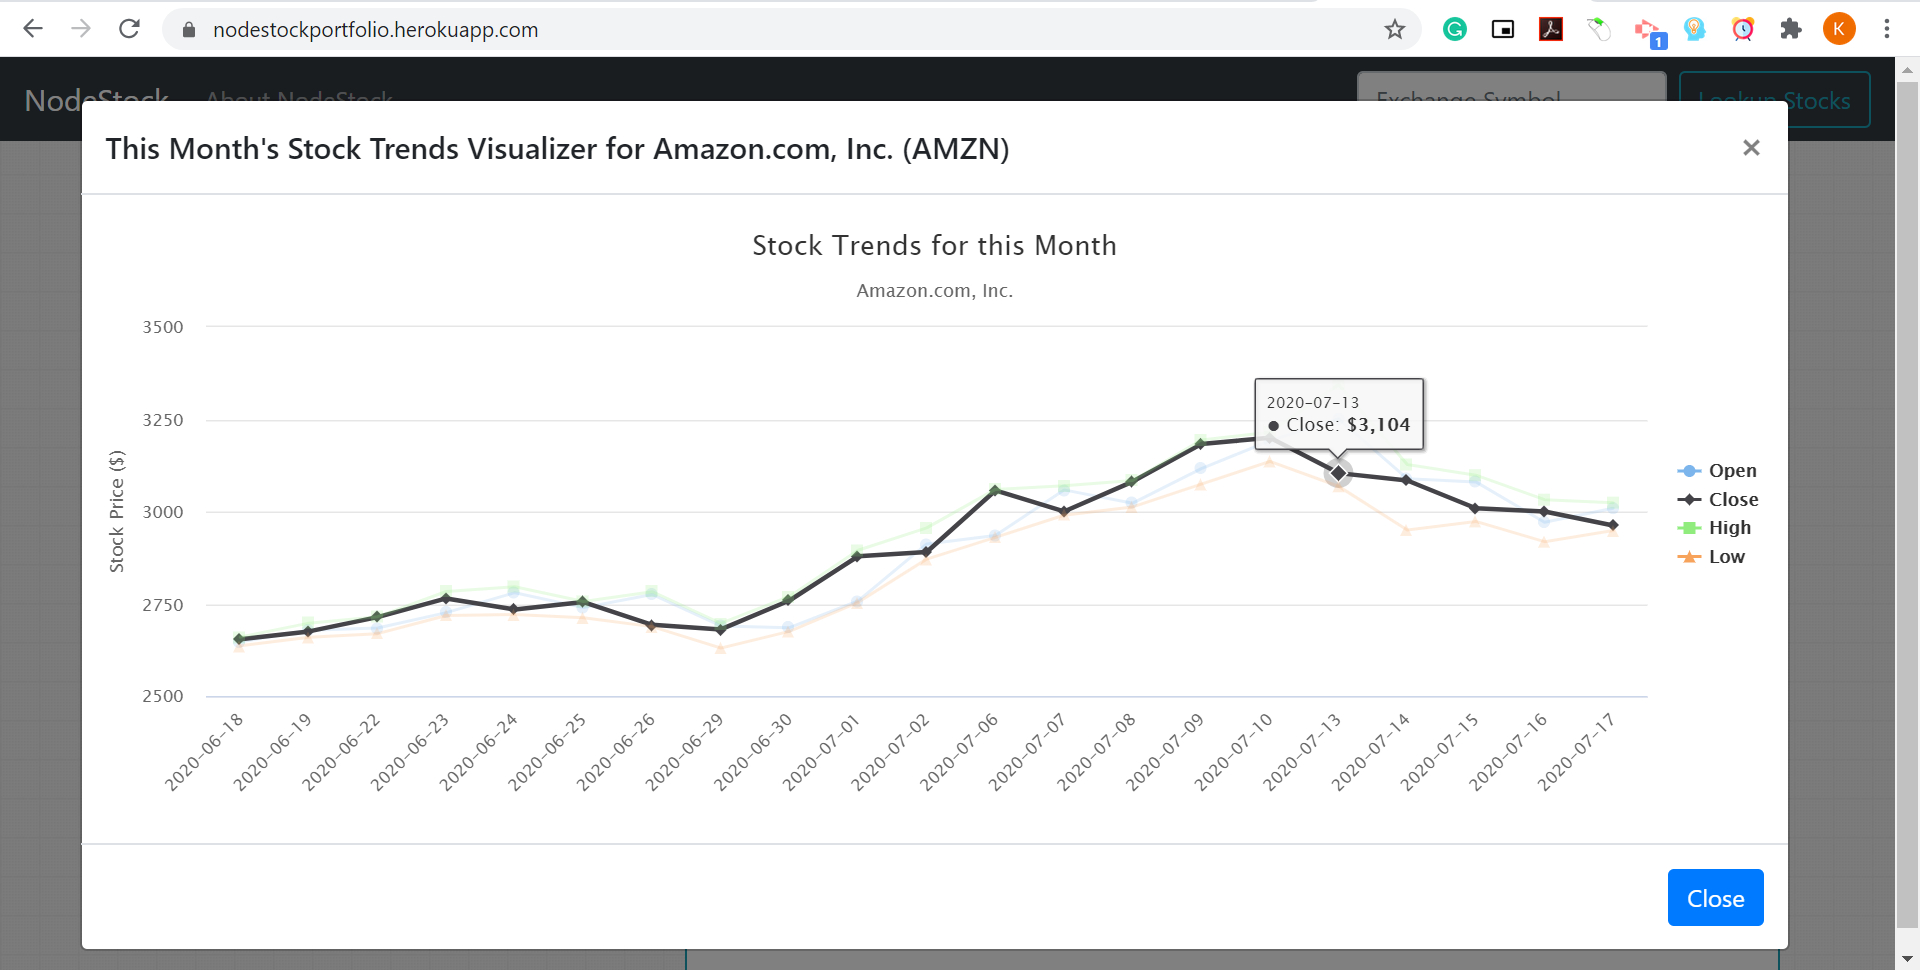 nodestockportfolio.herokuapp.com
1
K
NodeStock About NodeStock Exchange Symbol Lookup Stocks
This Month's Stock Trends Visualizer for Amazon.com, Inc. (AMZN)
×
Stock Trends for this Month
Amazon.com, Inc.
Stock Price ($)
3500
3250
3000
2750
2500
2020-07-13
Close: $3,104
Open
Close
High
Low
2020-06-18
2020-06-19
2020-06-22
2020-06-23
2020-06-24
2020-06-25
2020-06-26
2020-06-29
2020-06-30
2020-07-01
2020-07-02
2020-07-06
2020-07-07
2020-07-08
2020-07-09
2020-07-10
2020-07-13
2020-07-14
2020-07-15
2020-07-16
2020-07-17
Close